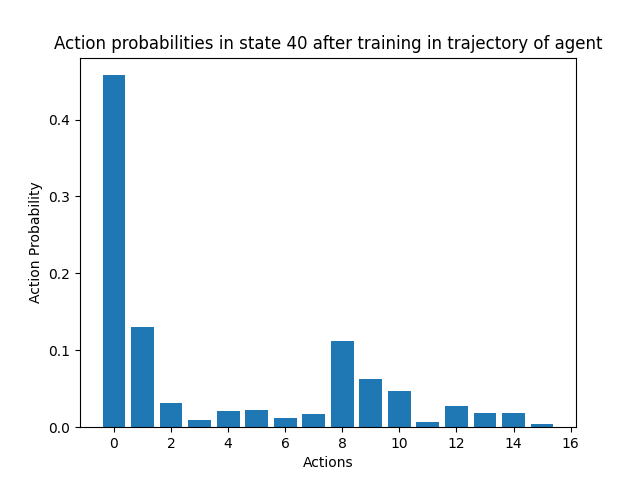 Action probabilities in state 40 after training in trajectory of agent
Action Probability
0.4
0.3
0.2
0.1
0.0
0 2 4 6 8 10 12 14 16
Actions